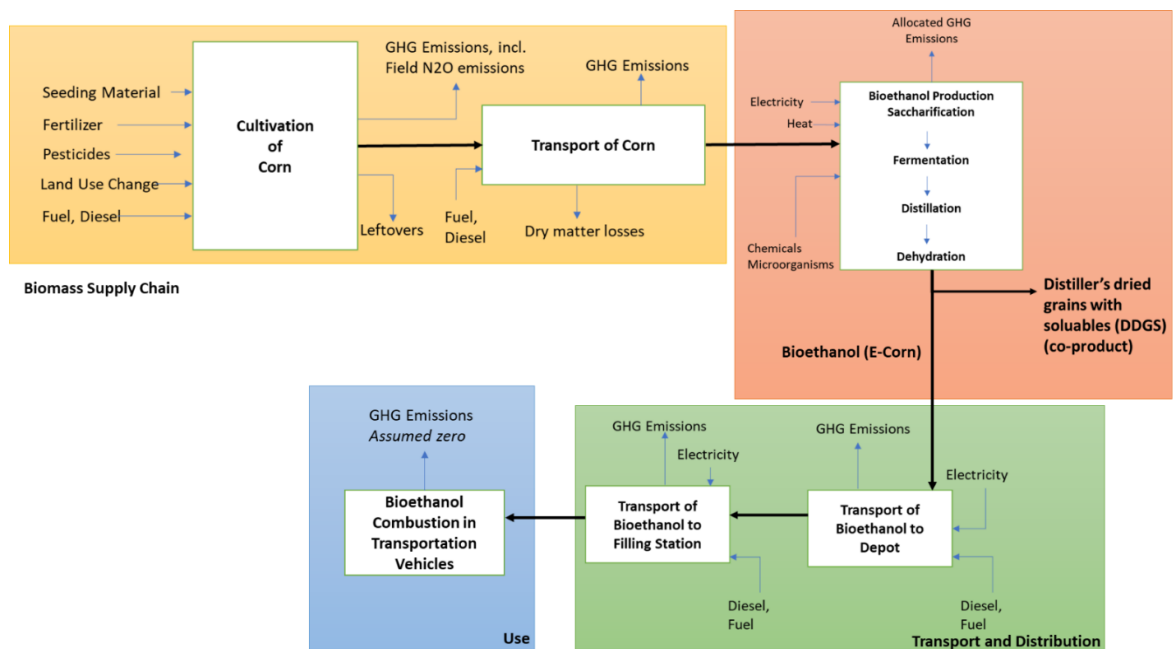 Seeding Material
Fertilizer
Pesticides
Land Use Change
Fuel, Diesel
Cultivation
of
Corn
GHG Emissions, incl.
Field N2O emissions
Leftovers
GHG Emissions
Transport of Corn
Fuel,
Diesel
Dry matter losses
Biomass Supply Chain
Allocated GHG
Emissions
Electricity
Heat
Chemicals
Microorganisms
Bioethanol Production
Saccharification
Fermentation
Distillation
Dehydration
Distiller's dried
grains with
soluables (DDGS)
(co-product)
Bioethanol (E-Corn)
GHG Emissions
Assumed zero
Bioethanol
Combustion in
Transportation
Vehicles
Use
GHG Emissions
Electricity
Transport of
Bioethanol to
Filling Station
Diesel,
Fuel
GHG Emissions
Electricity
Transport of
Bioethanol to
Depot
Diesel,
Fuel
Transport and Distribution